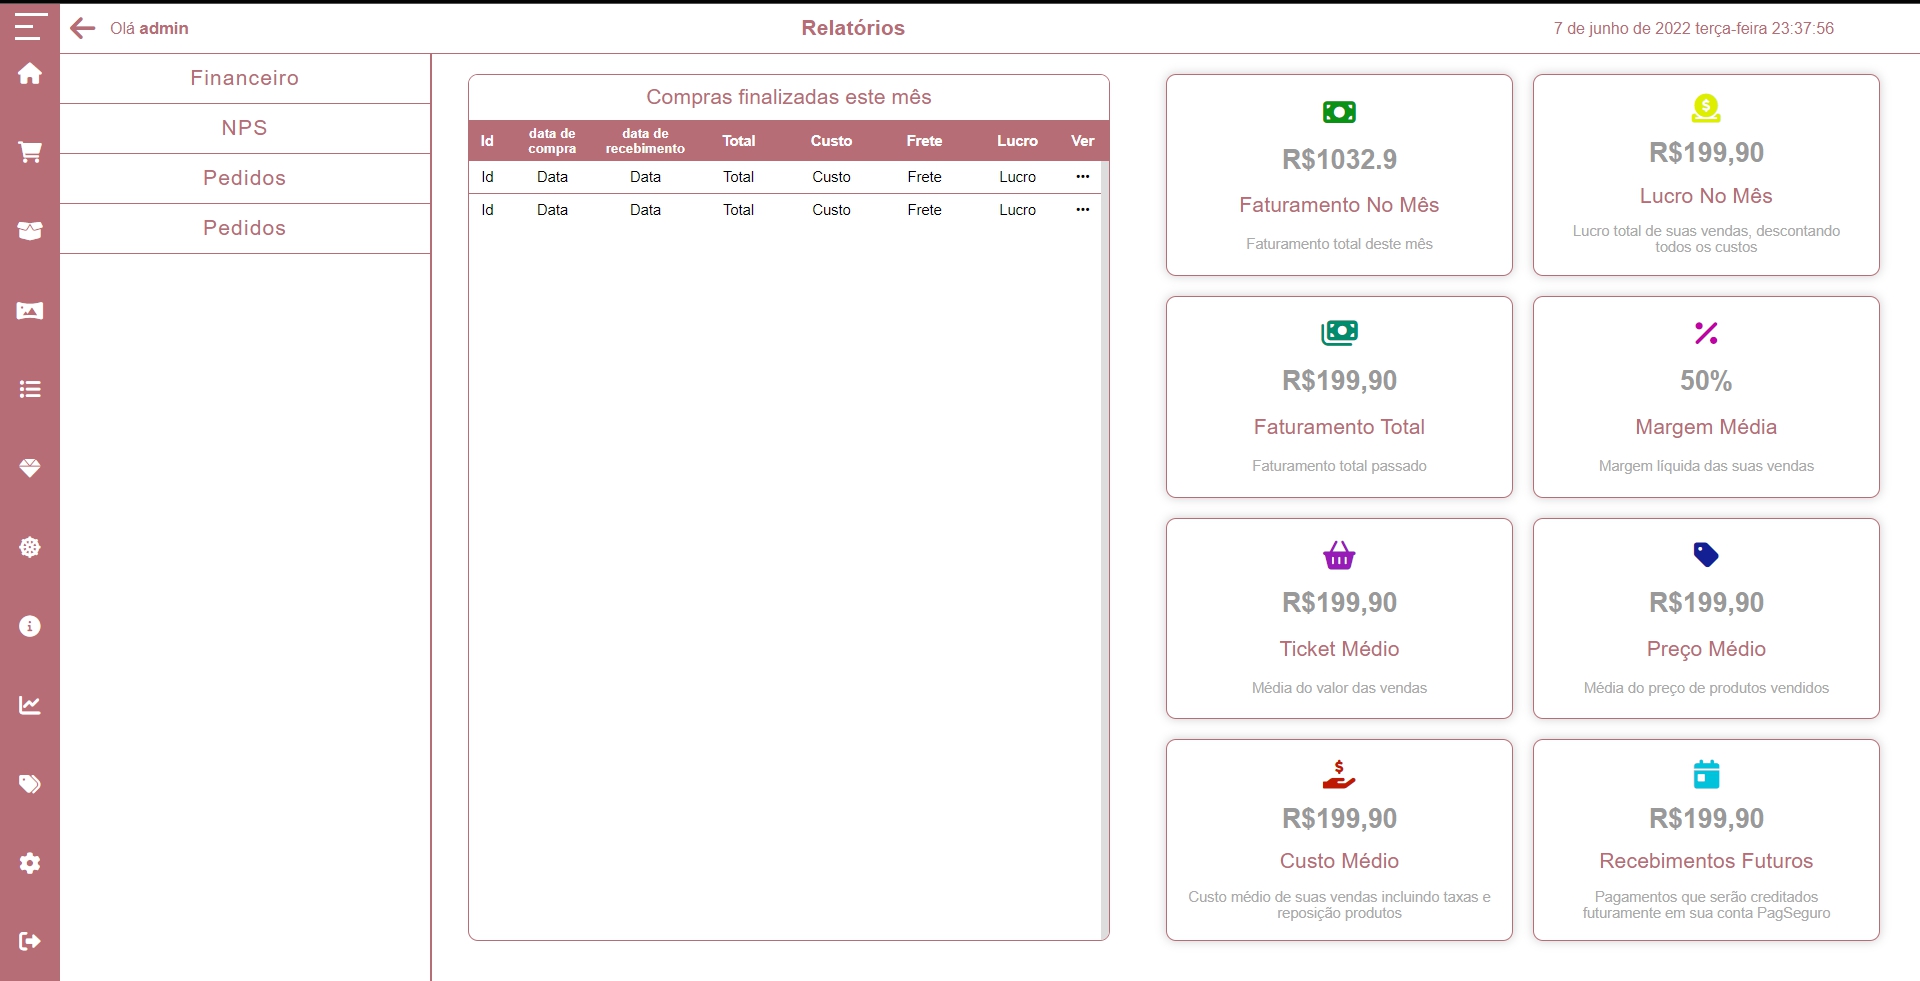 Olá admin
Relatórios
7 de junho de 2022 terça-feira 23:37:56
Financeiro
NPS
Pedidos
Pedidos
Compras finalizadas este mês
Id data de compra data de recebimento Total Custo Frete Lucro Ver
Id Data Data Total Custo Frete Lucro •••
Id Data Data Total Custo Frete Lucro •••
R$1032.9
Faturamento No Mês
Faturamento total deste mês
R$199,90
Lucro No Mês
Lucro total de suas vendas, descontando
todos os custos
R$199,90
Faturamento Total
Faturamento total passado
50%
Margem Média
Margem líquida das suas vendas
R$199,90
Ticket Médio
Média do valor das vendas
R$199,90
Preço Médio
Média do preço de produtos vendidos
R$199,90
Custo Médio
Custo médio de suas vendas incluindo taxas e
reposição produtos
R$199,90
Recebimentos Futuros
Pagamentos que serão creditados
futuramente em sua conta PagSeguro